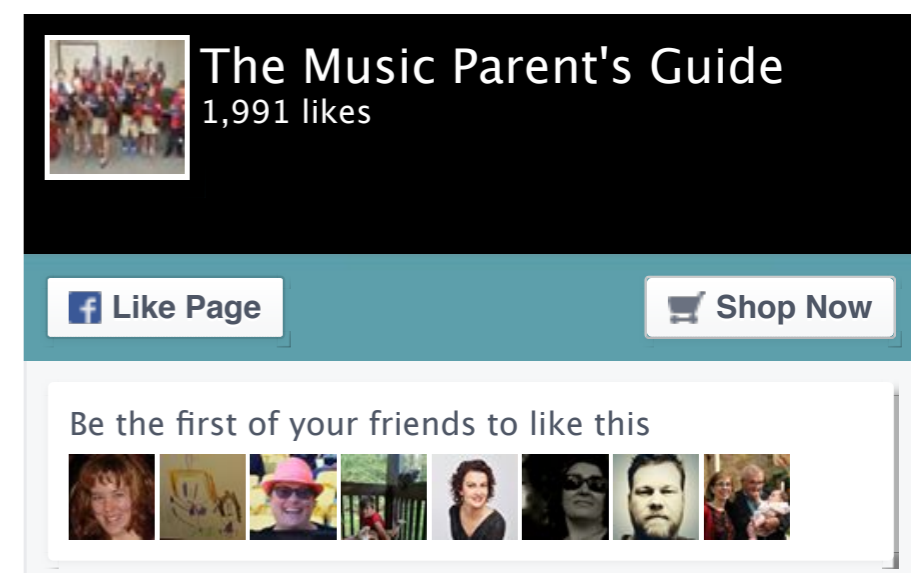 The Music Parent's Guide
1,991 likes
Like Page
Shop Now
Be the first of your friends to like this